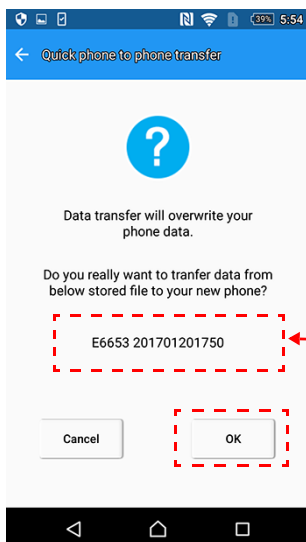 39% 5:54
Quick phone to phone transfer
?
Data transfer will overwrite your
phone data.
Do you really want to tranfer data from
below stored file to your new phone?
E6653 201701201750
Cancel OK